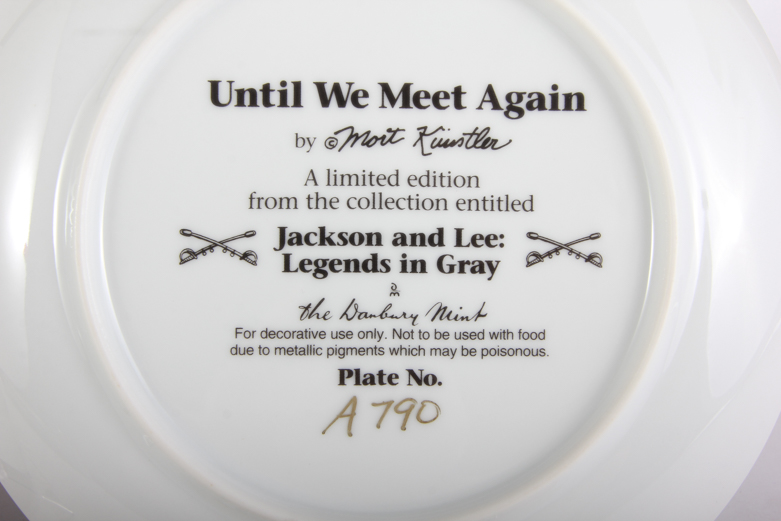 Until We Meet Again
by © Mort Künstler
A limited edition
from the collection entitled
Jackson and Lee:
Legends in Gray
DM
the Danbury Mint
For decorative use only. Not to be used with food
due to metallic pigments which may be poisonous.
Plate No.
A 790